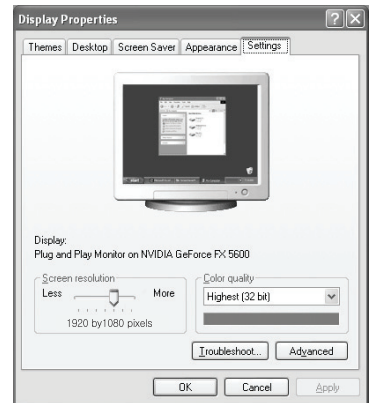 Display Properties
Themes Desktop Screen Saver Appearance Settings
Display:
Plug and Play Monitor on NVIDIA GeForce FX 5600
Screen resolution
Less More
1920 by1080 pixels
Color quality
Highest (32 bit)
Troubleshoot... Advanced
OK Cancel Apply